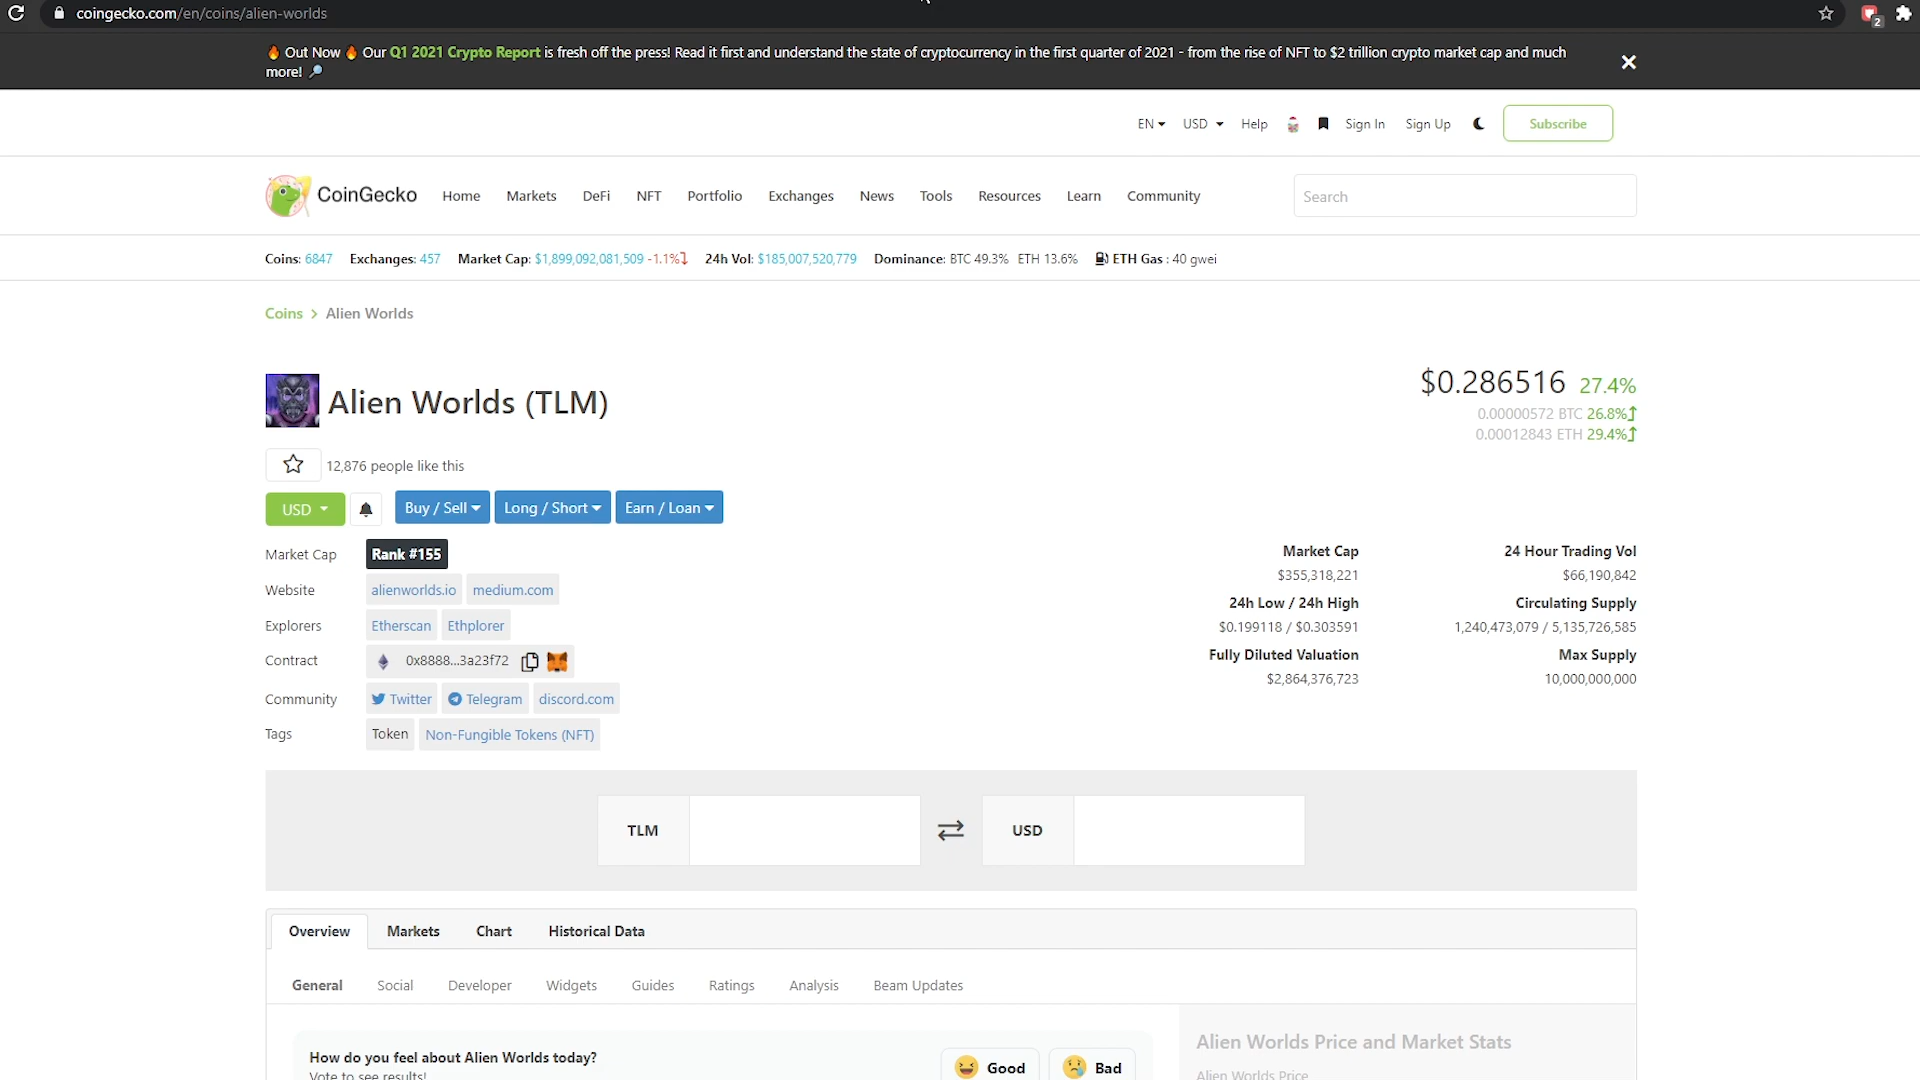 coingecko.com/en/coins/alien-worlds
2
🔥 Out Now 🔥 Our Q1 2021 Crypto Report is fresh off the press! Read it first and understand the state of cryptocurrency in the first quarter of 2021 - from the rise of NFT to $2 trillion crypto market cap and much
more! 🔎
EN USD Help Sign In Sign Up Subscribe
CoinGecko Home Markets DeFi NFT Portfolio Exchanges News Tools Resources Learn Community Search
Coins: 6847 Exchanges: 457 Market Cap: $1,899,092,081,509 -1.1% 24h Vol: $185,007,520,779 Dominance: BTC 49.3% ETH 13.6% ETH Gas : 40 gwei
Coins > Alien Worlds
Alien Worlds (TLM)
$0.286516 27.4%
0.00000572 BTC 26.8%
0.00012843 ETH 29.4%
12,876 people like this
USD Buy / Sell Long / Short Earn / Loan
Market Cap Rank #155
Website alienworlds.io medium.com
Explorers Etherscan Ethplorer
Contract 0x8888...3a23f72
Community Twitter Telegram discord.com
Tags Token Non-Fungible Tokens (NFT)
Market Cap 24 Hour Trading Vol
$355,318,221 $66,190,842
24h Low / 24h High Circulating Supply
$0.199118 / $0.303591 1,240,473,079 / 5,135,726,585
Fully Diluted Valuation Max Supply
$2,864,376,723 10,000,000,000
TLM USD
Overview Markets Chart Historical Data
General Social Developer Widgets Guides Ratings Analysis Beam Updates
How do you feel about Alien Worlds today?
Vote to see results!
Good Bad
Alien Worlds Price and Market Stats
Alien Worlds Price